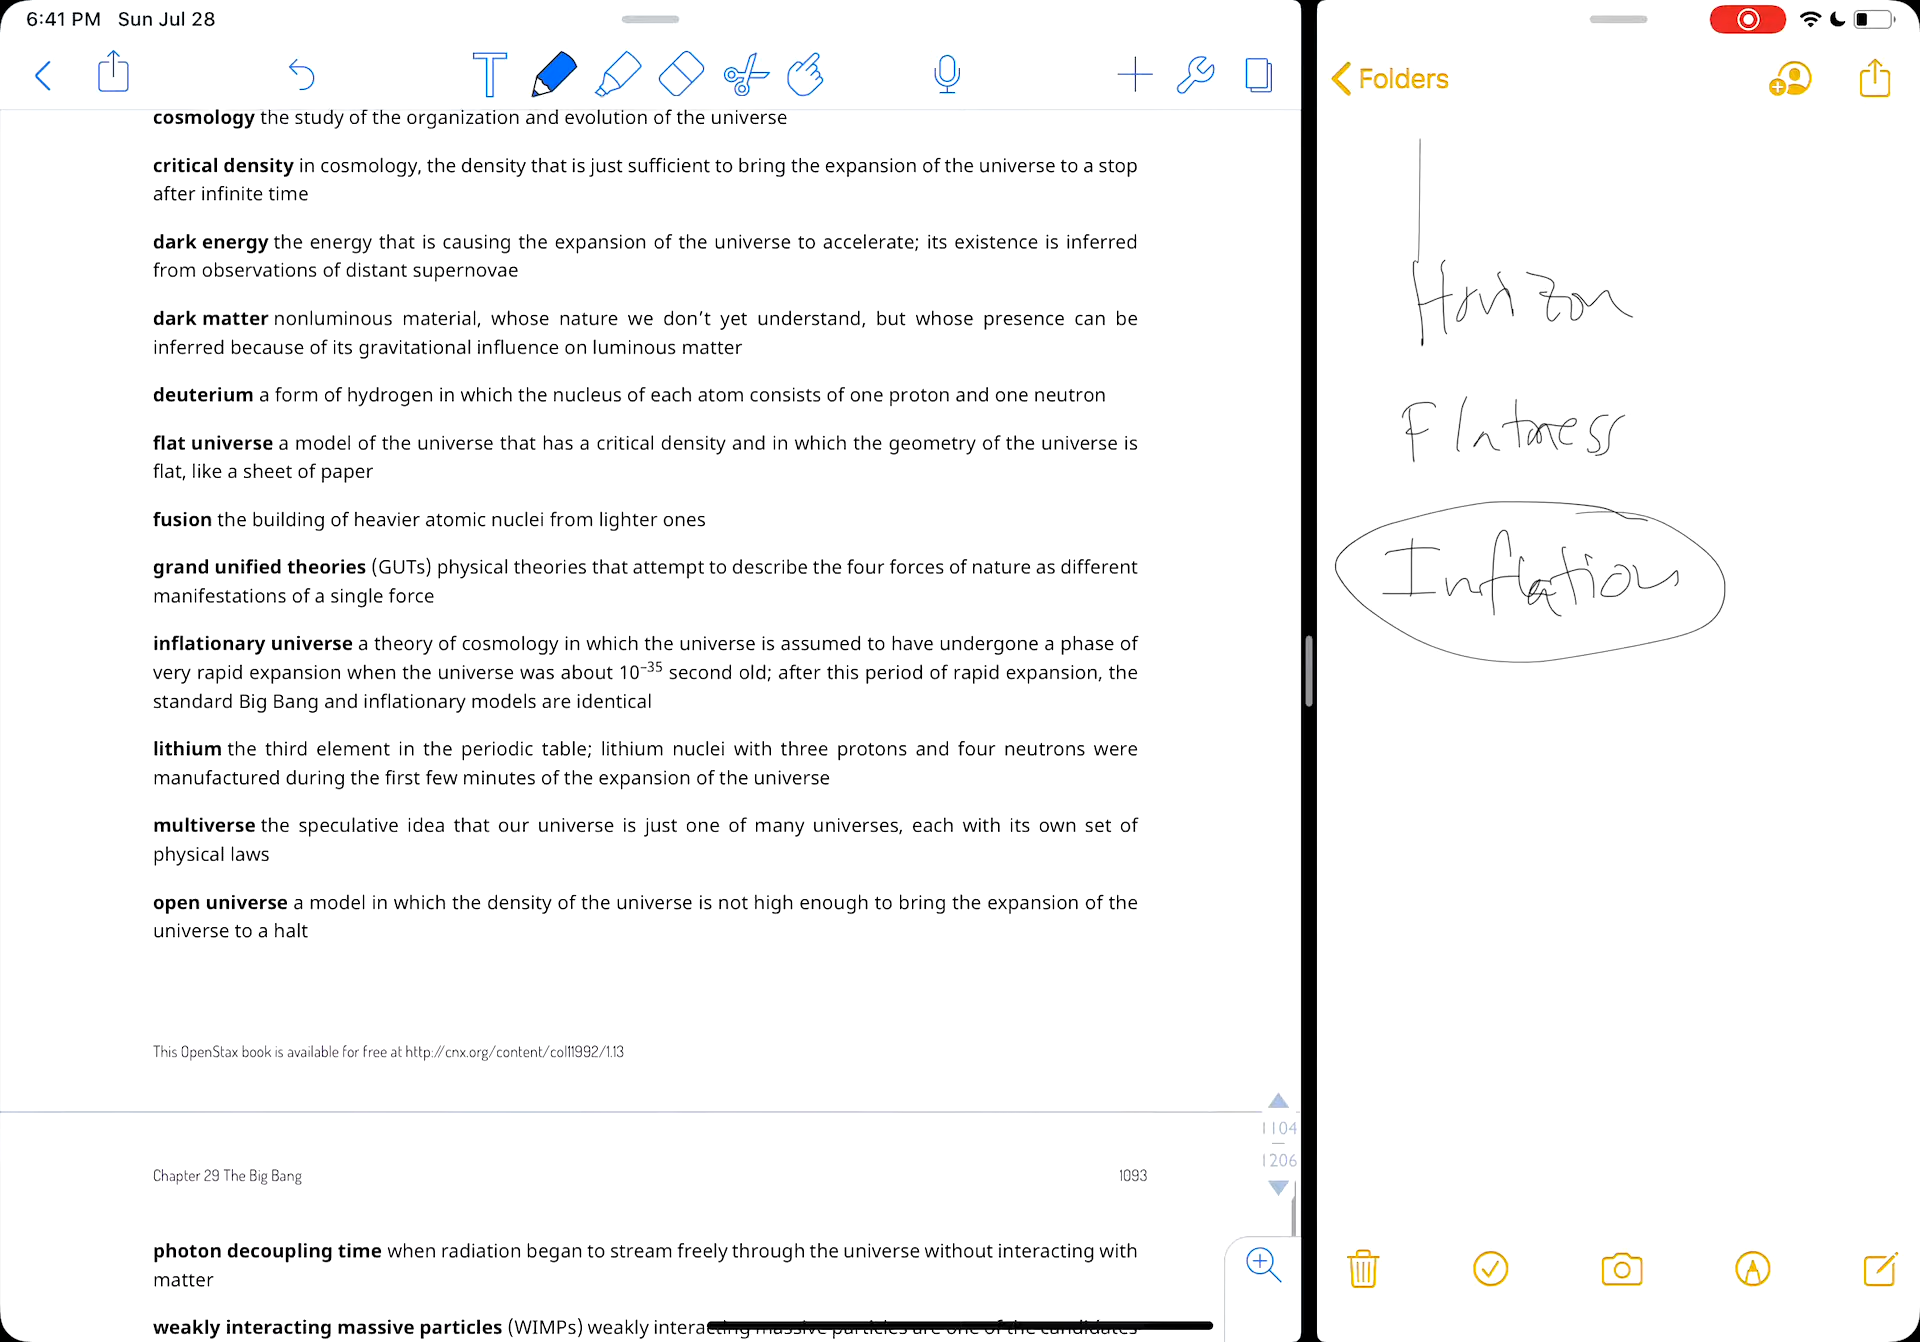 6:41 PM Sun Jul 28
Folders
cosmology the study of the organization and evolution of the universe
critical density in cosmology, the density that is just sufficient to bring the expansion of the universe to a stop
after infinite time
dark energy the energy that is causing the expansion of the universe to accelerate; its existence is inferred
from observations of distant supernovae
dark matter nonluminous material, whose nature we don’t yet understand, but whose presence can be
inferred because of its gravitational influence on luminous matter
deuterium a form of hydrogen in which the nucleus of each atom consists of one proton and one neutron
flat universe a model of the universe that has a critical density and in which the geometry of the universe is
flat, like a sheet of paper
fusion the building of heavier atomic nuclei from lighter ones
grand unified theories (GUTs) physical theories that attempt to describe the four forces of nature as different
manifestations of a single force
inflationary universe a theory of cosmology in which the universe is assumed to have undergone a phase of
very rapid expansion when the universe was about 10⁻³⁵ second old; after this period of rapid expansion, the
standard Big Bang and inflationary models are identical
lithium the third element in the periodic table; lithium nuclei with three protons and four neutrons were
manufactured during the first few minutes of the expansion of the universe
multiverse the speculative idea that our universe is just one of many universes, each with its own set of
physical laws
open universe a model in which the density of the universe is not high enough to bring the expansion of the
universe to a halt
This OpenStax book is available for free at http://cnx.org/content/col11992/1.13
1104
1206
Chapter 29 The Big Bang 1093
photon decoupling time when radiation began to stream freely through the universe without interacting with
matter
weakly interacting massive particles (WIMPs) weakly interacting massive particles are one of the candidates
Horizon
Flatness
Inflation